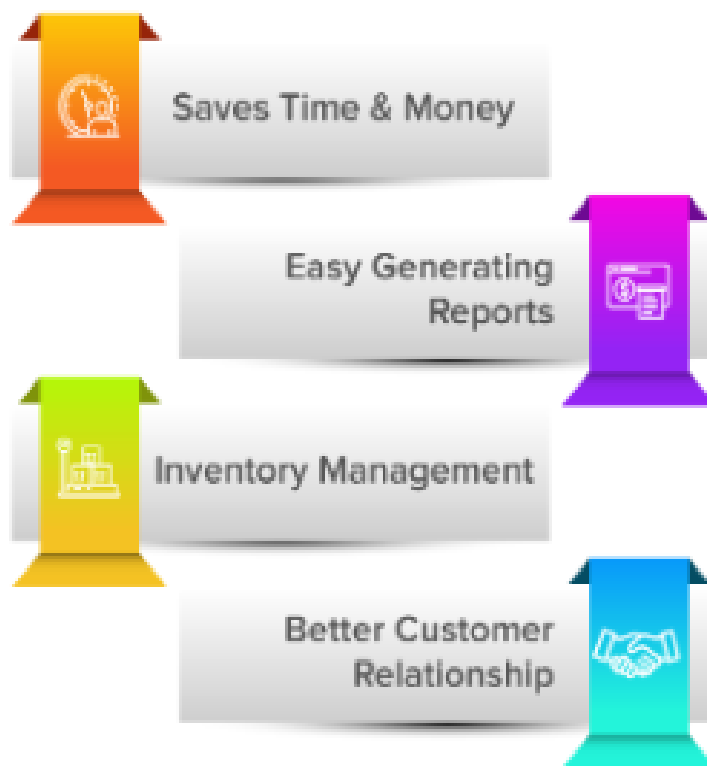 Saves Time & Money
Easy Generating
Reports
Inventory Management
Better Customer
Relationship